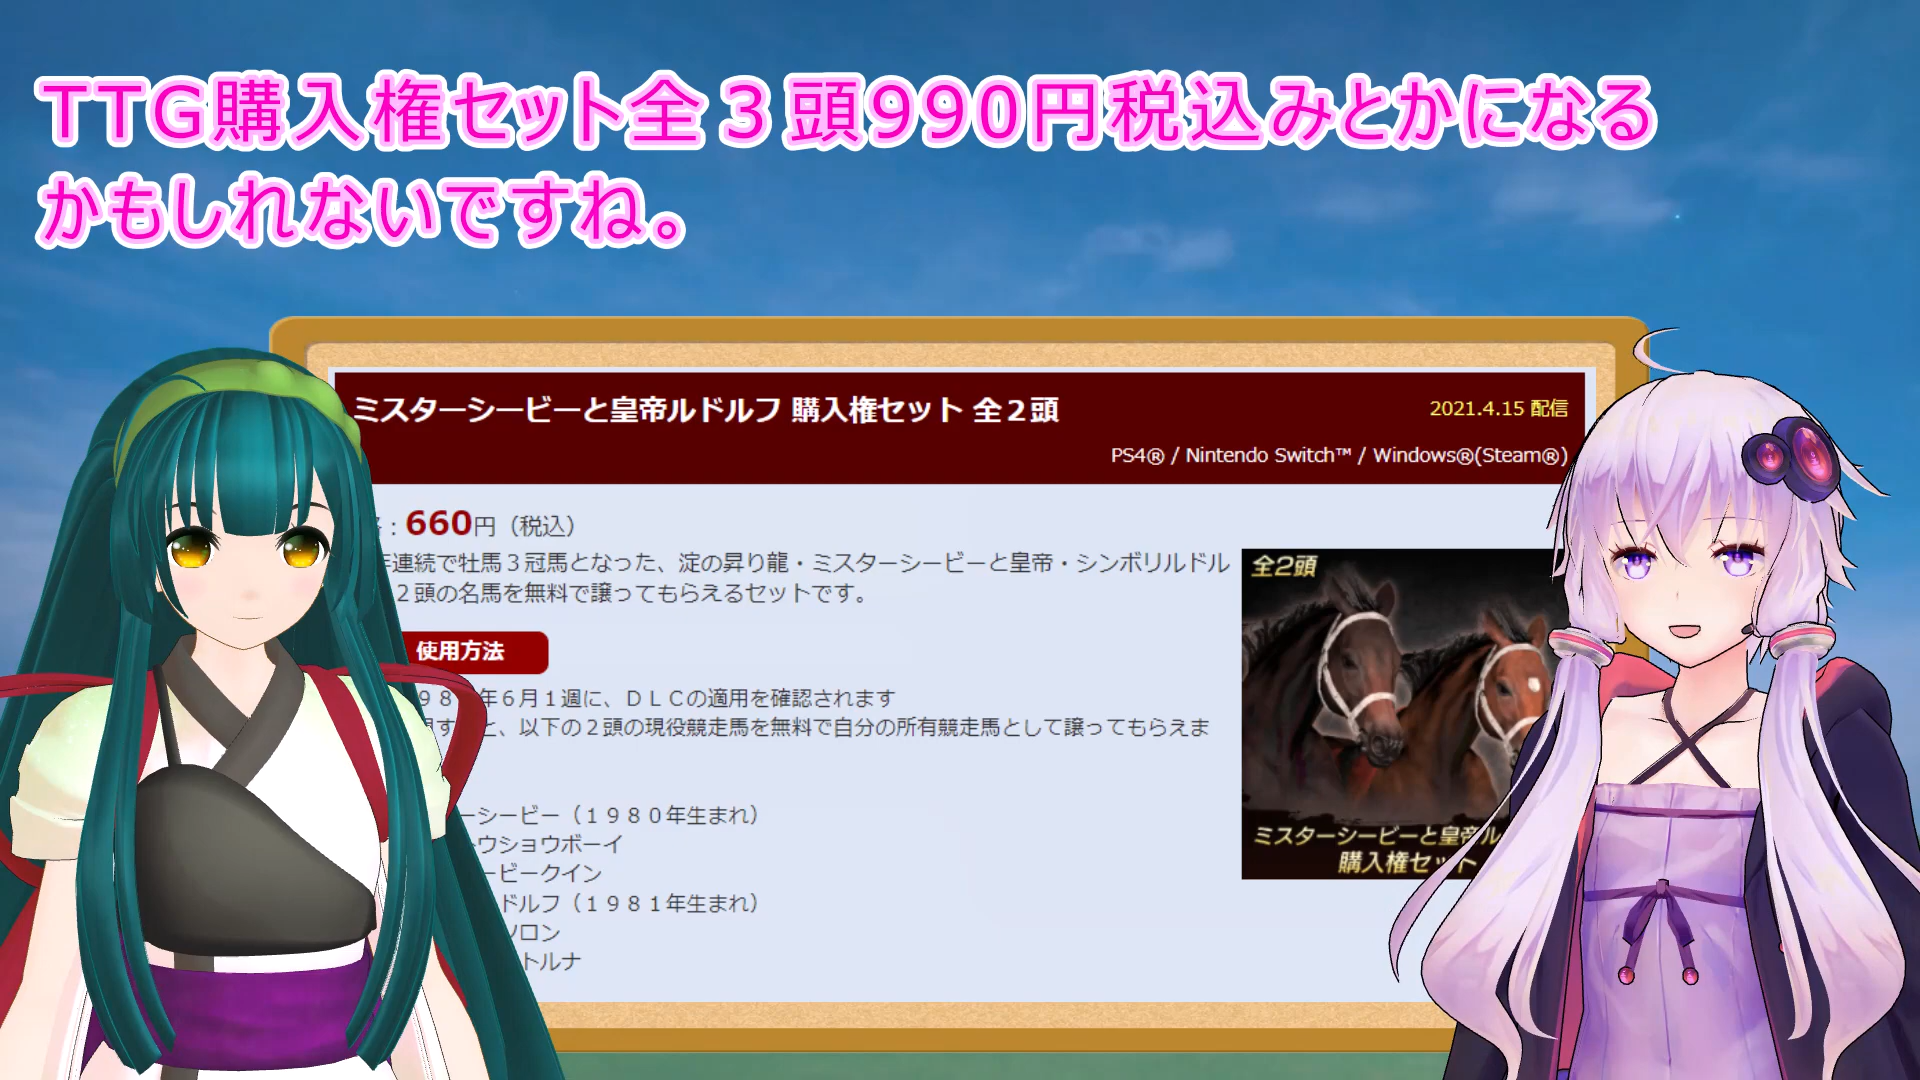 TTG購入権セット全３頭990円税込みとかになる
かもしれないですね。
ミスターシービーと皇帝ルドルフ 購入権セット 全２頭
2021.4.15 配信
PS4® / Nintendo Switch™ / Windows®(Steam®)
: 660円（税込）
連続で牡馬３冠馬となった、淀の昇り龍・ミスターシービーと皇帝・シンボリルドル
２頭の名馬を無料で譲ってもらえるセットです。
使用方法
年６月１週に、ＤＬＣの適用を確認されます
と、以下の２頭の現役競走馬を無料で自分の所有競走馬として譲ってもらえま
ーシービー（１９８０年生まれ）
ウショウボーイ
ービークイン
ドルフ（１９８１年生まれ）
ソロン
トルナ
全2頭
ミスターシービーと皇帝ル
購入権セット